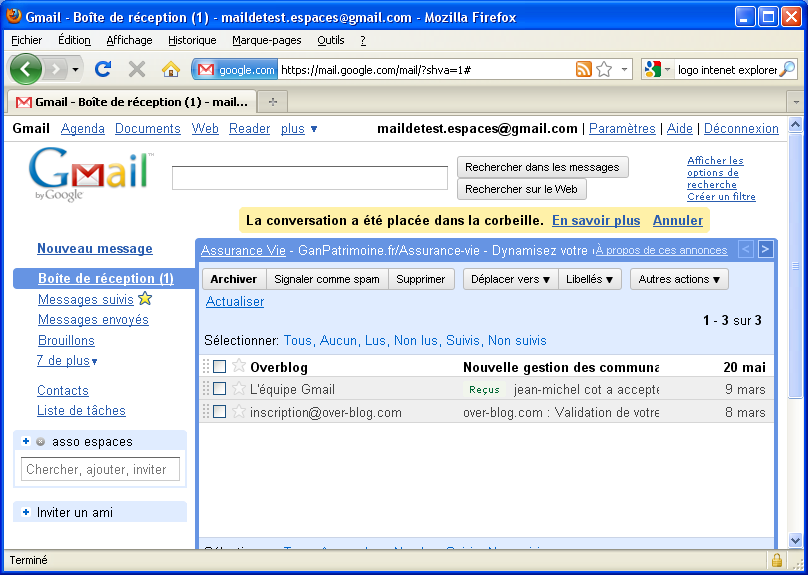 Gmail - Boîte de réception (1) - maildetest.espaces@gmail.com - Mozilla Firefox
Fichier Édition Affichage Historique Marque-pages Outils ?
google.com https://mail.google.com/mail/?shva=1# logo intenet explorer
Gmail - Boîte de réception (1) - mail...
Gmail Agenda Documents Web Reader plus ▼ maildetest.espaces@gmail.com | Paramètres | Aide | Déconnexion
Gmail
by Google
TM
Rechercher dans les messages
Rechercher sur le Web
Afficher les
options de
recherche
Créer un filtre
La conversation a été placée dans la corbeille. En savoir plus Annuler
Nouveau message
Boîte de réception (1)
Messages suivis
Messages envoyés
Brouillons
7 de plus▼
Contacts
Liste de tâches
asso espaces
Chercher, ajouter, inviter
Inviter un ami
Assurance Vie - GanPatrimoine.fr/Assurance-vie - Dynamisez votre À propos de ces annonces < >
Archiver Signaler comme spam Supprimer Déplacer vers ▼ Libellés ▼ Autres actions ▼
Actualiser
1 - 3 sur 3
Sélectionner: Tous, Aucun, Lus, Non lus, Suivis, Non suivis
Overblog Nouvelle gestion des communa 20 mai
L'équipe Gmail Reçus jean-michel cot a accepte 9 mars
inscription@over-blog.com over-blog.com : Validation de votre 8 mars
Terminé